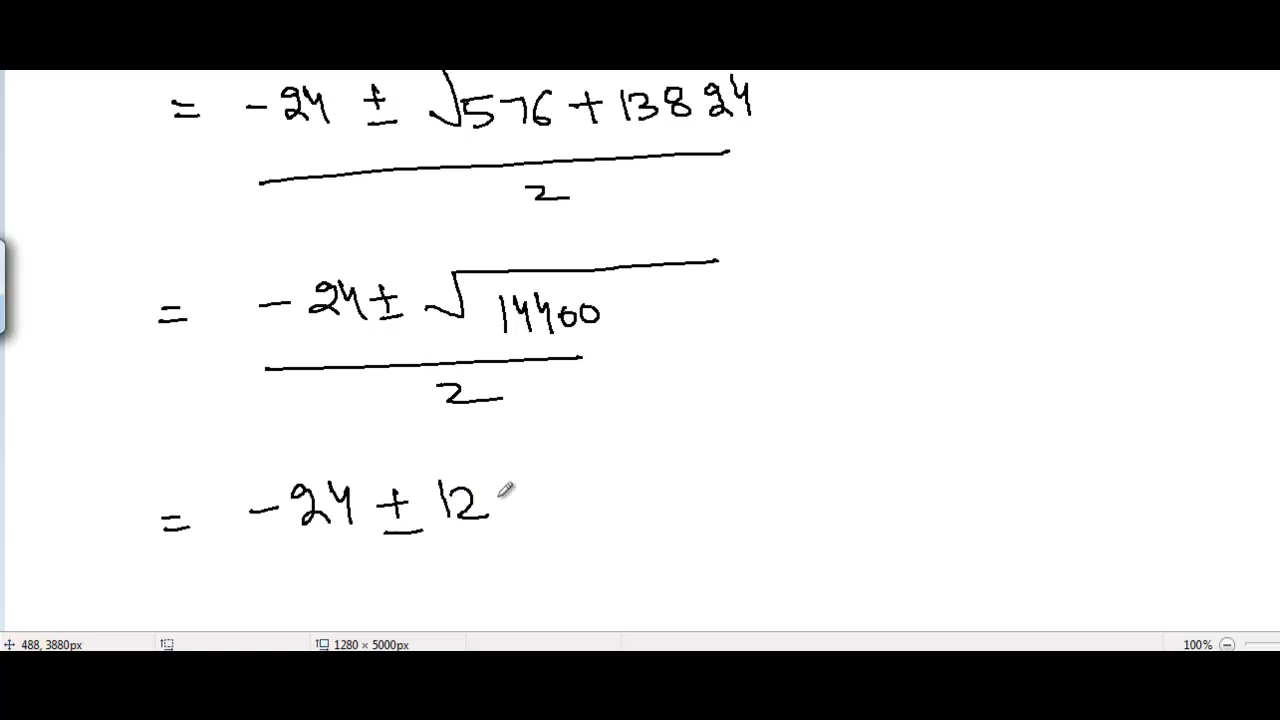 = -24 ± √576 + 13824
2
= -24 ± √14400
2
= -24 ± 12
488, 3880px 1280 × 5000px 100%